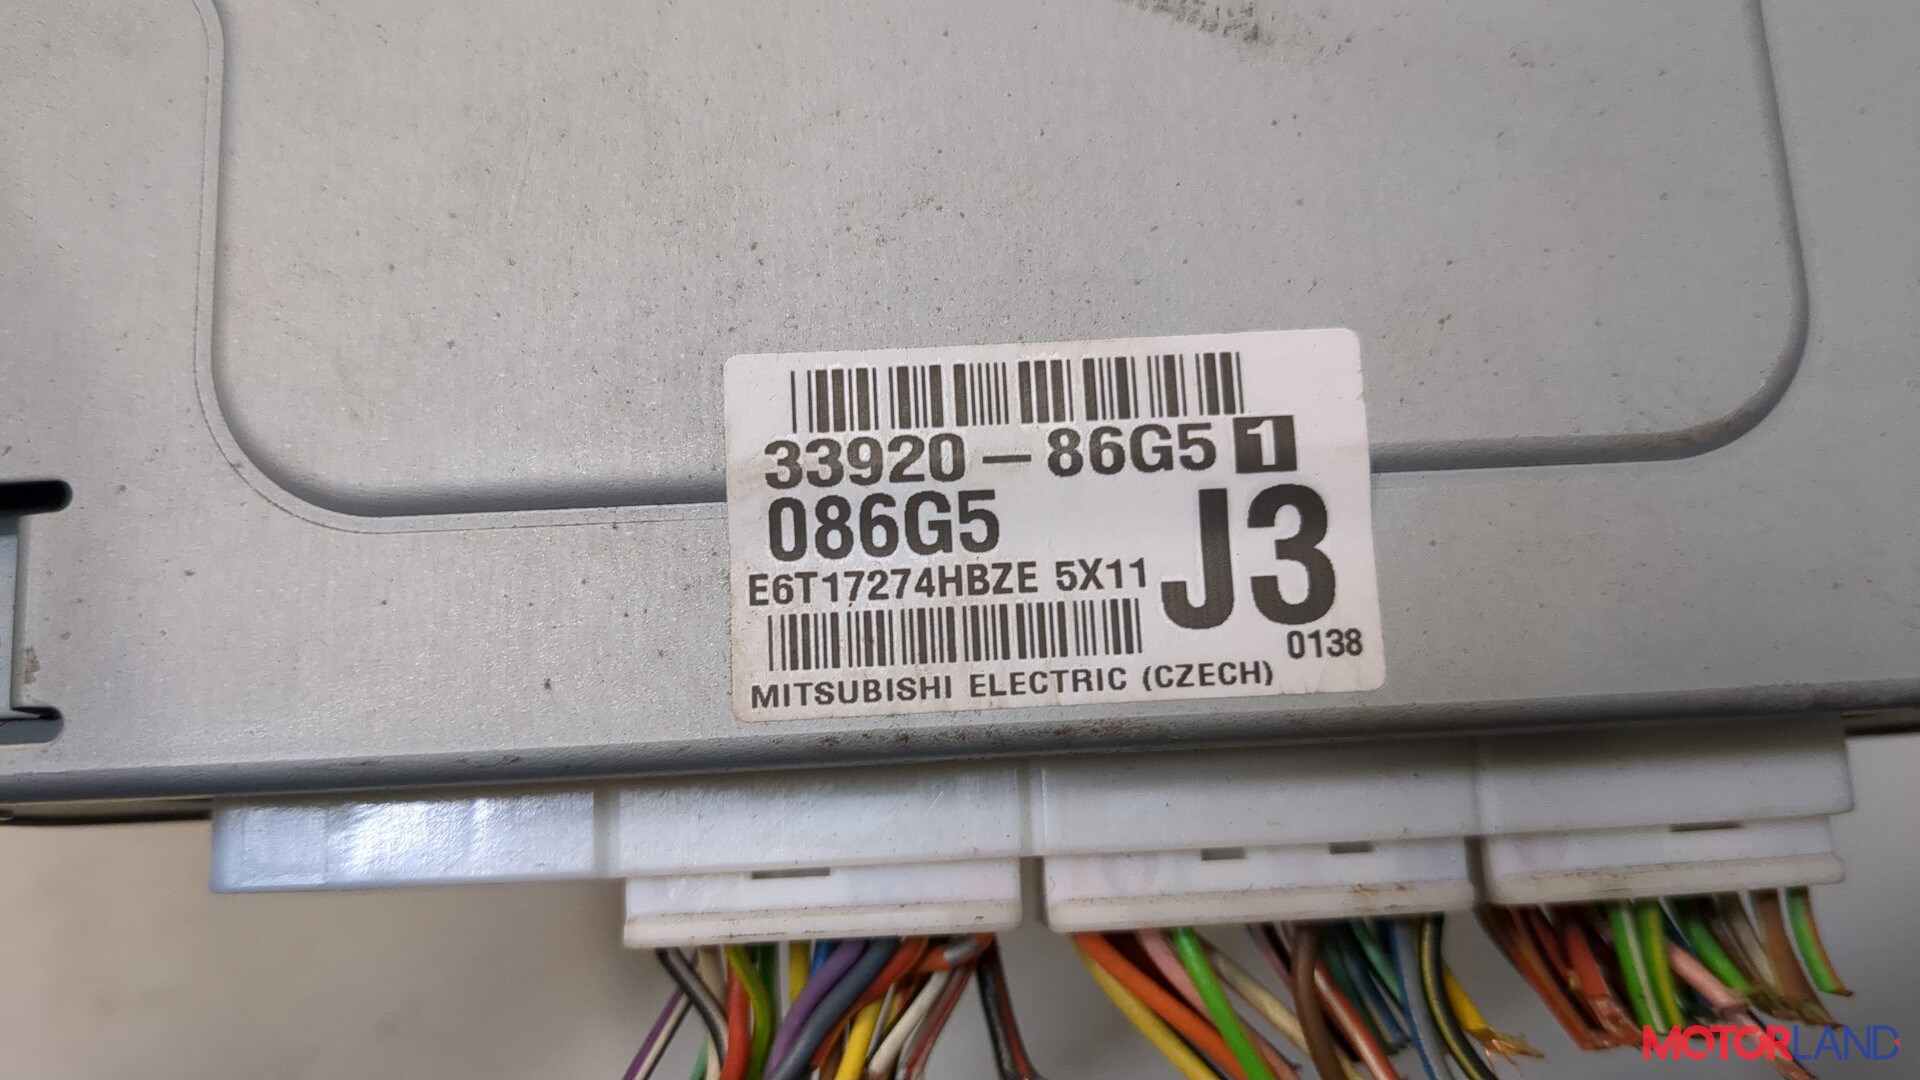 33920-86G5 1
086G5
J3
E6T17274HBZE 5X11
0138
MITSUBISHI ELECTRIC (CZECH)
MOTORLAND